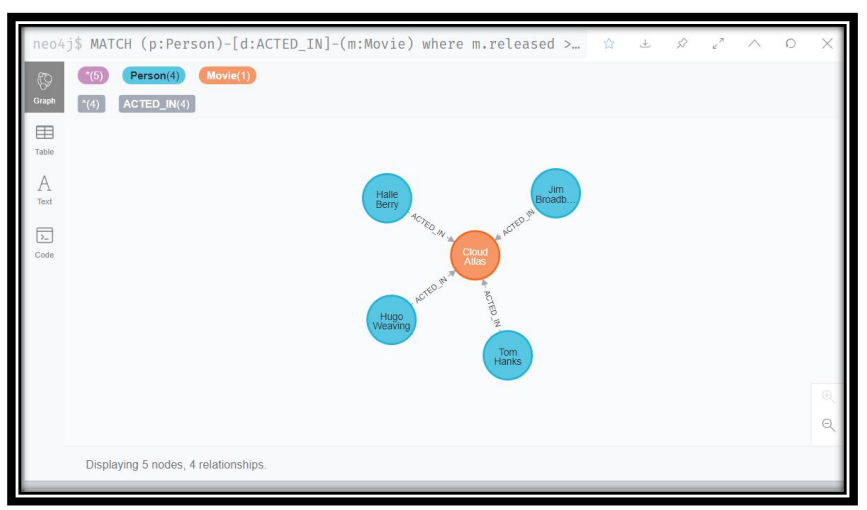 neo4j$ MATCH (p:Person)-[d:ACTED_IN]-(m:Movie) where m.released >…
*(5) Person(4) Movie(1)
Graph
*(4) ACTED_IN(4)
Table
A
Text
>_
Code
Halle
Berry
Jim
Broadb…
ACTED_IN
ACTED_IN
Cloud
Atlas
ACTED_IN
ACTED_IN
Hugo
Weaving
Tom
Hanks
Displaying 5 nodes, 4 relationships.